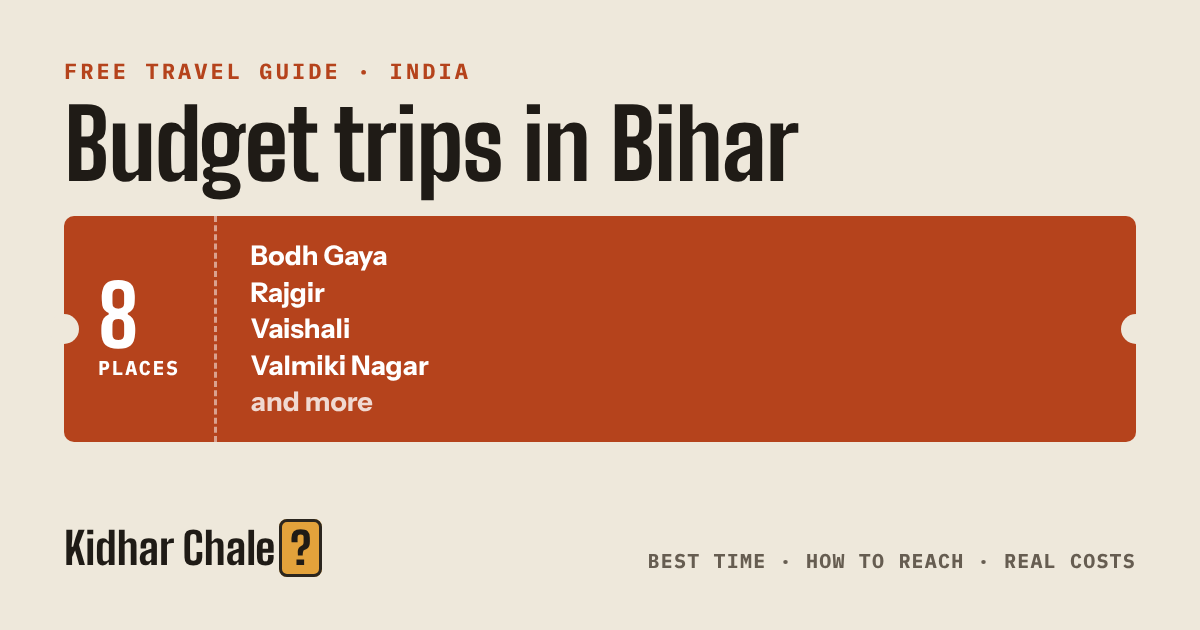 FREE TRAVEL GUIDE · INDIA
Budget trips in Bihar
8
PLACES
Bodh Gaya
Rajgir
Vaishali
Valmiki Nagar
and more
Kidhar Chale ?
BEST TIME · HOW TO REACH · REAL COSTS